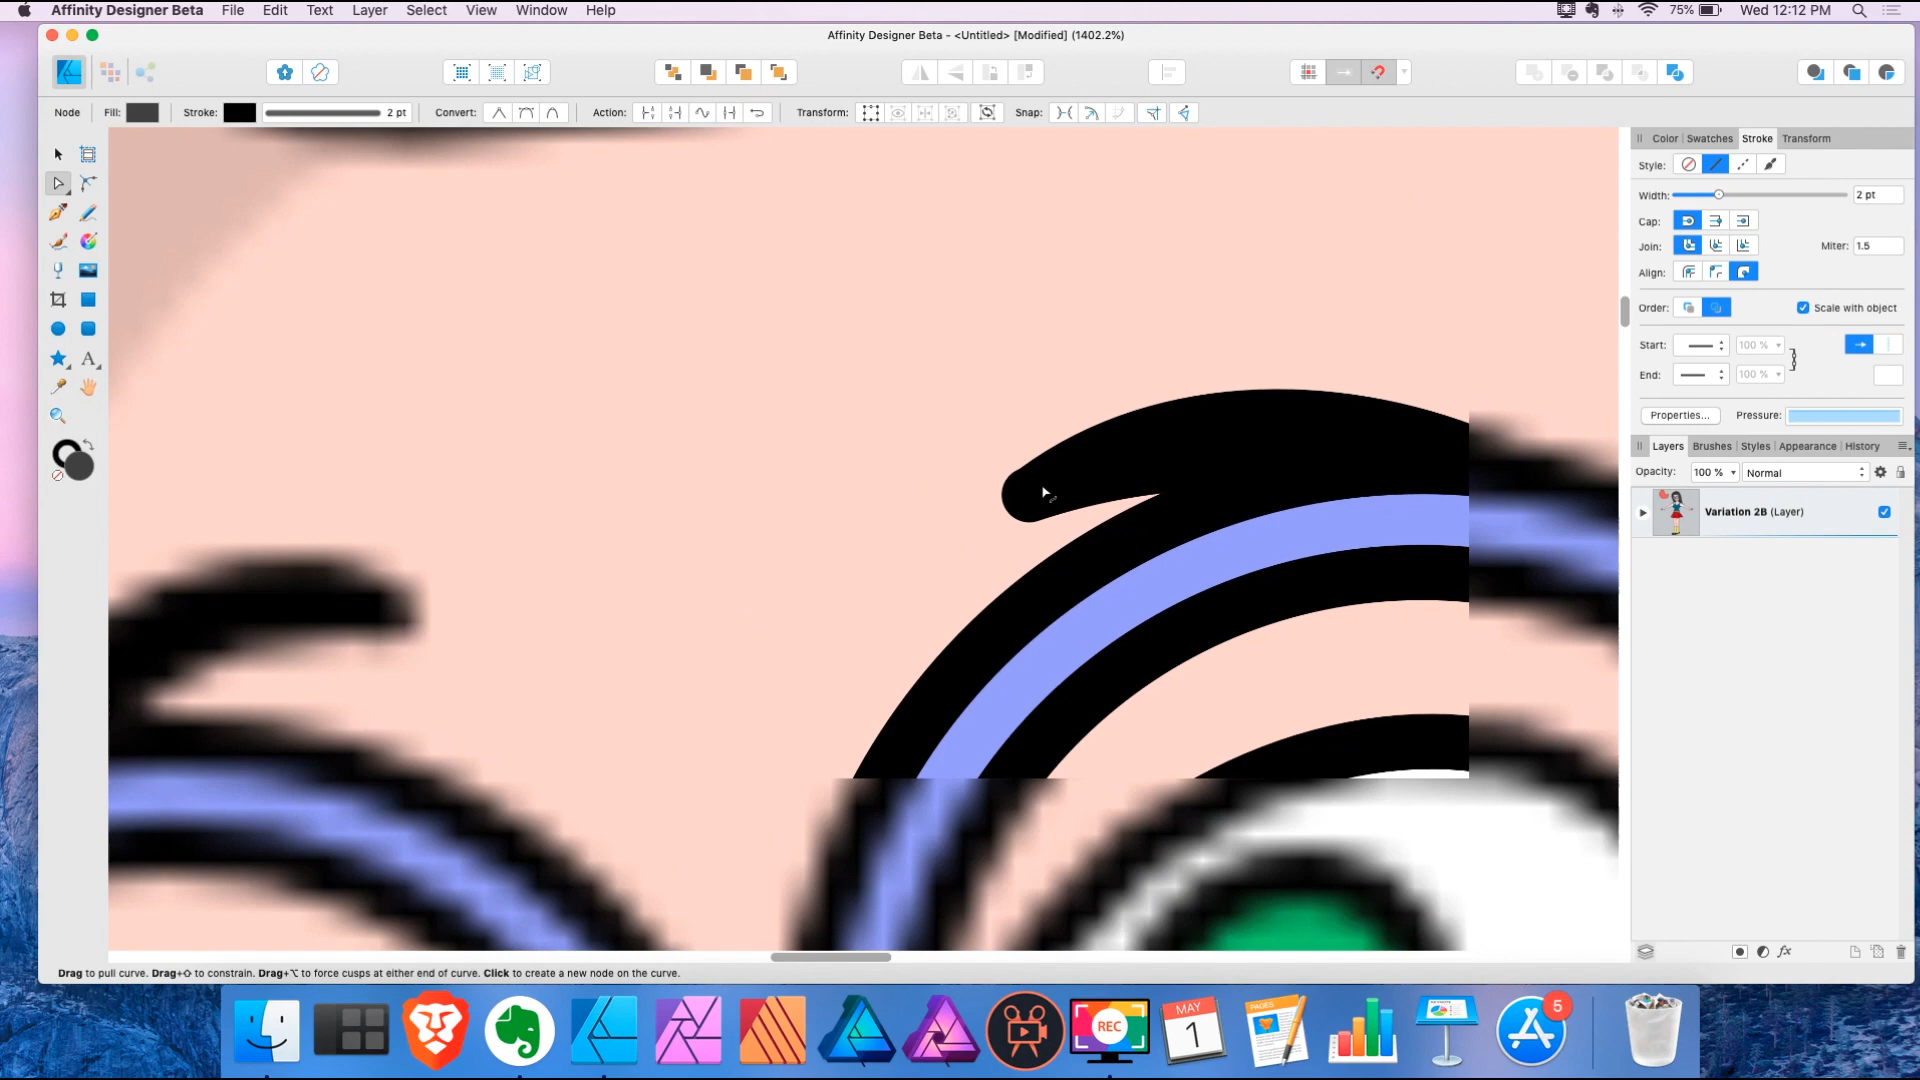 Affinity Designer Beta File Edit Text Layer Select View Window Help 75% Wed 12:12 PM
Affinity Designer Beta - <Untitled> [Modified] (1402.2%)
Node Fill: Stroke: 2 pt Convert: Action: Transform: Snap:
Color Swatches Stroke Transform
Style:
Width: 2 pt
Cap:
Join: Miter: 1.5
Align:
Order: Scale with object
Start: 100 %
End: 100 %
Properties... Pressure:
Layers Brushes Styles Appearance History
Opacity: 100 % Normal
Variation 2B (Layer)
A
fx
Drag to pull curve. Drag+⇧ to constrain. Drag+⌥ to force cusps at either end of curve. Click to create a new node on the curve.
REC
MAY
1
PAGES
5